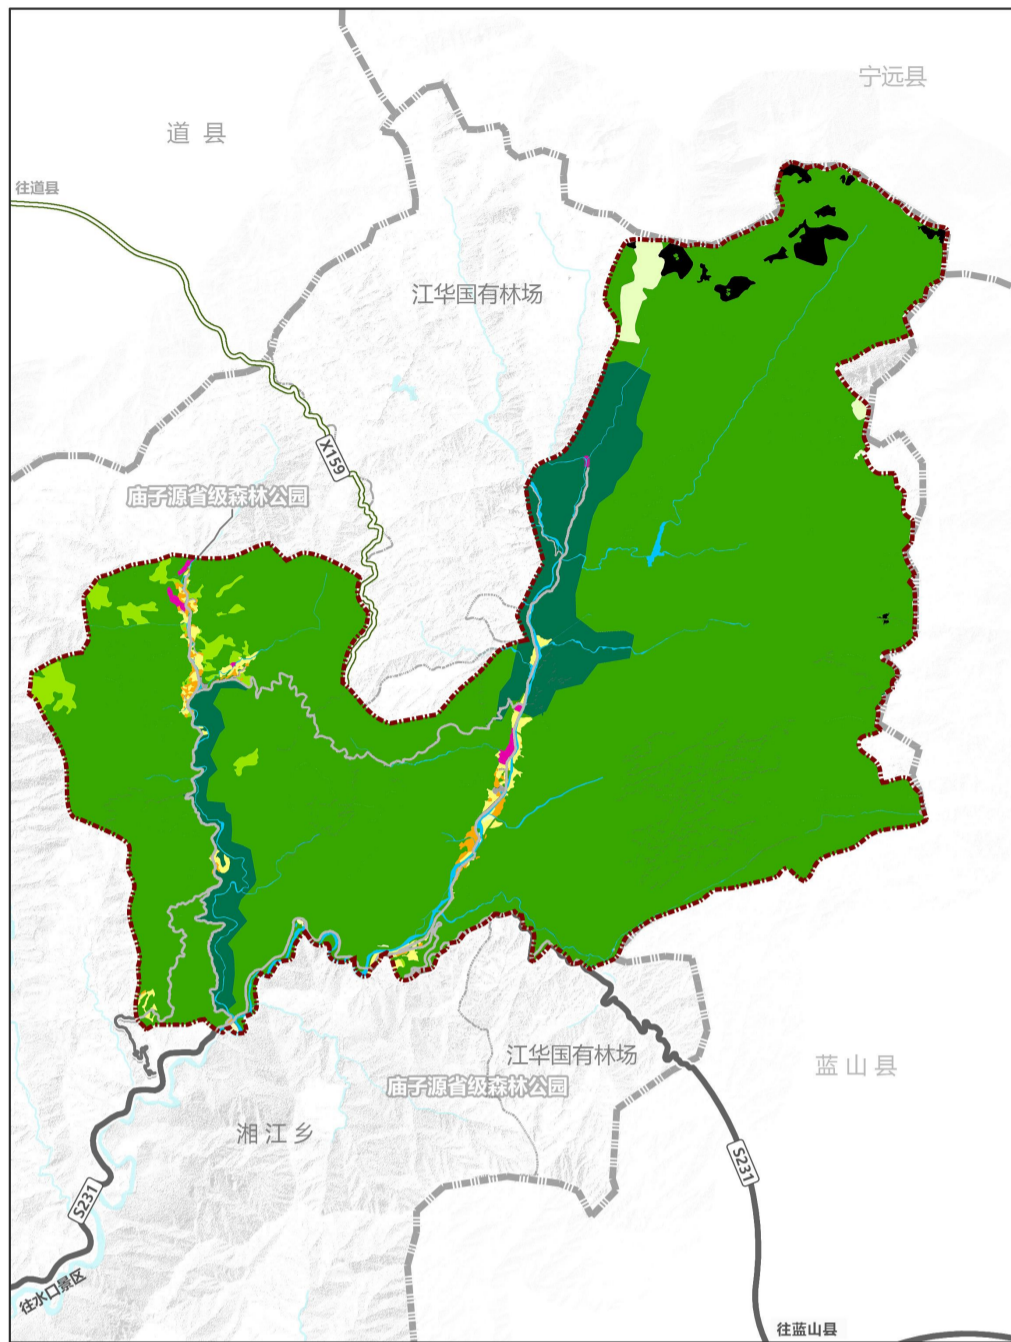 宁远县
道 县
往道县
江华国有林场
X159
庙子源省级森林公园
江华国有林场
蓝山县
庙子源省级森林公园
湘江乡
S231
S231
往水口景区
往蓝山县